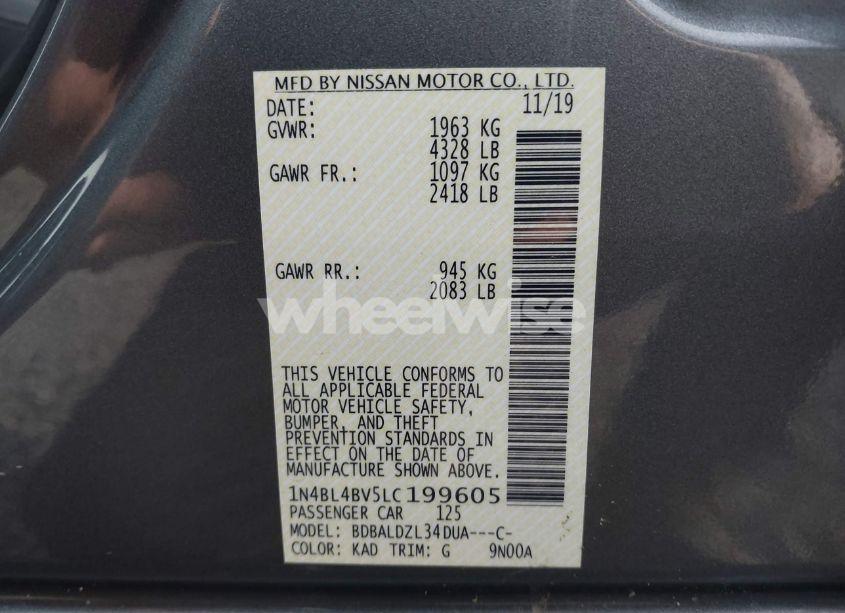 MFD BY NISSAN MOTOR CO., LTD.
DATE: 11/19
GVWR: 1963 KG
4328 LB
GAWR FR.: 1097 KG
2418 LB
GAWR RR.: 945 KG
2083 LB
wheelwise
THIS VEHICLE CONFORMS TO
ALL APPLICABLE FEDERAL
MOTOR VEHICLE SAFETY,
BUMPER, AND THEFT
PREVENTION STANDARDS IN
EFFECT ON THE DATE OF
MANUFACTURE SHOWN ABOVE.
1N4BL4BV5LC199605
PASSENGER CAR 125
MODEL: BDBALDZL34DUA---C-
COLOR: KAD TRIM: G 9N00A